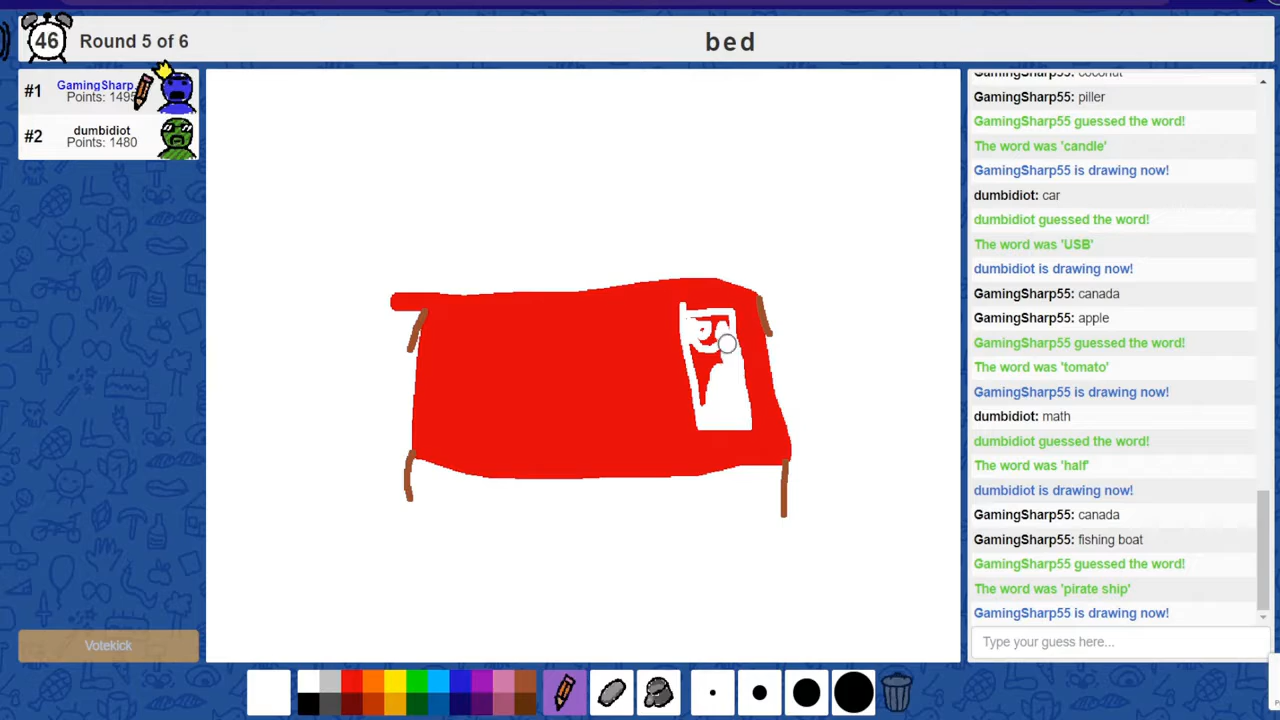 46
Round 5 of 6
bed
#1
GamingSharp
Points: 1495
#2
dumbidiot
Points: 1480
GamingSharp55: coconut
GamingSharp55: piller
GamingSharp55 guessed the word!
The word was 'candle'
GamingSharp55 is drawing now!
dumbidiot: car
dumbidiot guessed the word!
The word was 'USB'
dumbidiot is drawing now!
GamingSharp55: canada
GamingSharp55: apple
GamingSharp55 guessed the word!
The word was 'tomato'
GamingSharp55 is drawing now!
dumbidiot: math
dumbidiot guessed the word!
The word was 'half'
dumbidiot is drawing now!
GamingSharp55: canada
GamingSharp55: fishing boat
GamingSharp55 guessed the word!
The word was 'pirate ship'
GamingSharp55 is drawing now!
Type your guess here...
Votekick